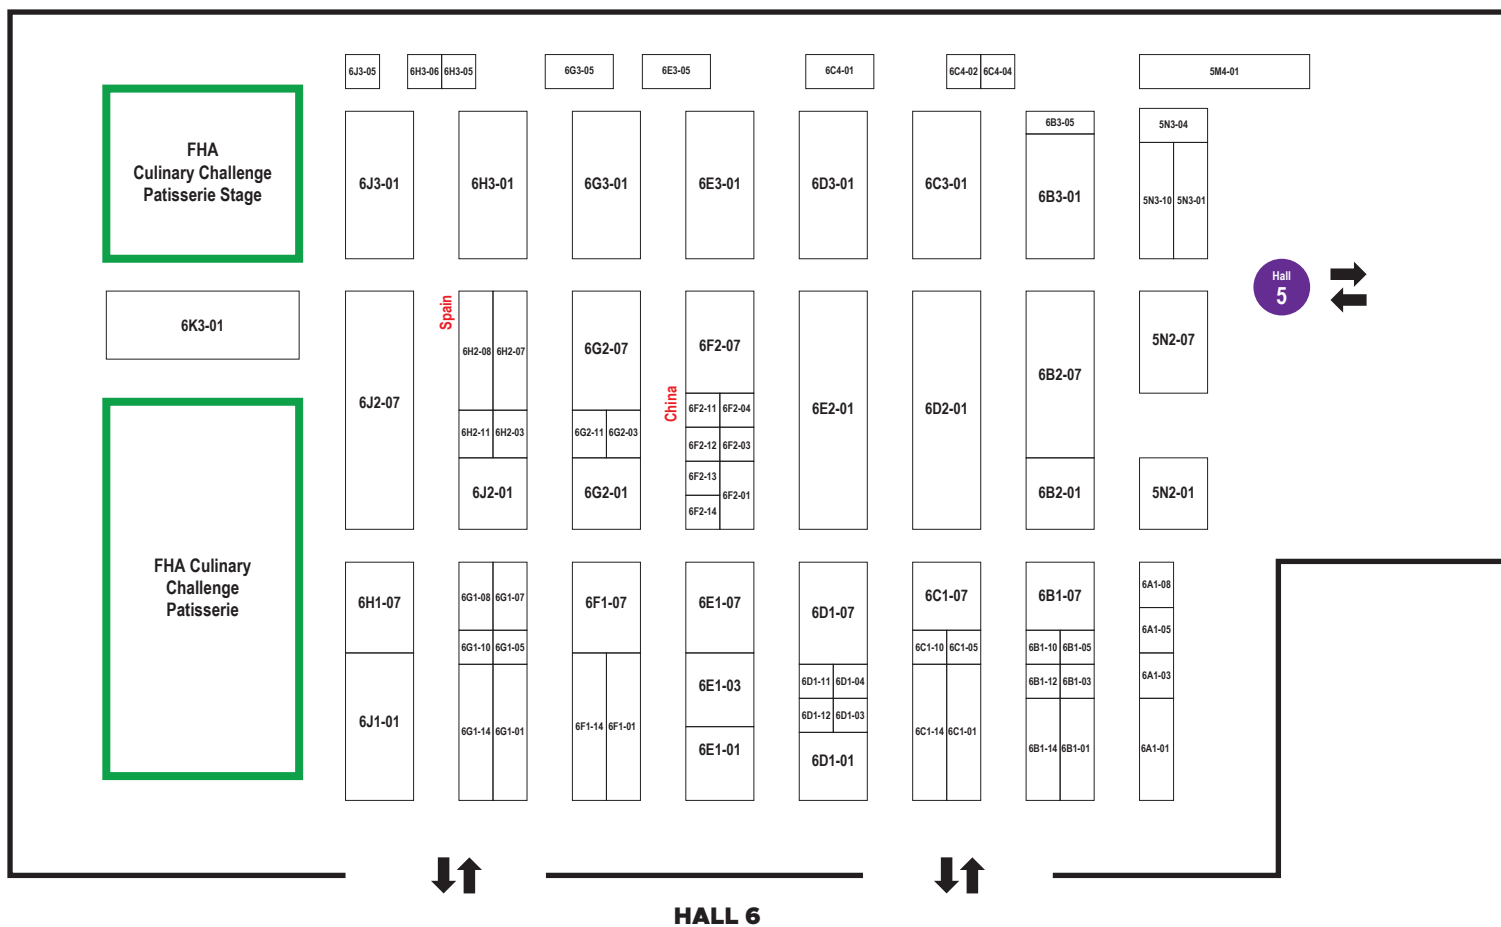 6J3-05
6H3-06 6H3-05
6G3-05
6E3-05
6C4-01
6C4-02 6C4-04
5M4-01
FHA
Culinary Challenge
Patisserie Stage
6J3-01
6H3-01
6G3-01
6E3-01
6D3-01
6C3-01
6B3-05
6B3-01
5N3-04
5N3-10 5N3-01
Hall
5
6K3-01
6J2-07
Spain
6H2-08 6H2-07
6H2-11 6H2-03
6J2-01
6G2-07
6G2-11 6G2-03
6G2-01
China
6F2-07
6F2-11 6F2-04
6F2-12 6F2-03
6F2-13
6F2-01
6F2-14
6E2-01
6D2-01
6B2-07
6B2-01
5N2-07
5N2-01
FHA Culinary
Challenge
Patisserie
6H1-07
6J1-01
6G1-08 6G1-07
6G1-10 6G1-05
6G1-14 6G1-01
6F1-07
6F1-14 6F1-01
6E1-07
6E1-03
6E1-01
6D1-07
6D1-11 6D1-04
6D1-12 6D1-03
6D1-01
6C1-07
6C1-10 6C1-05
6C1-14 6C1-01
6B1-07
6B1-10 6B1-05
6B1-12 6B1-03
6B1-14 6B1-01
6A1-08
6A1-05
6A1-03
6A1-01
HALL 6